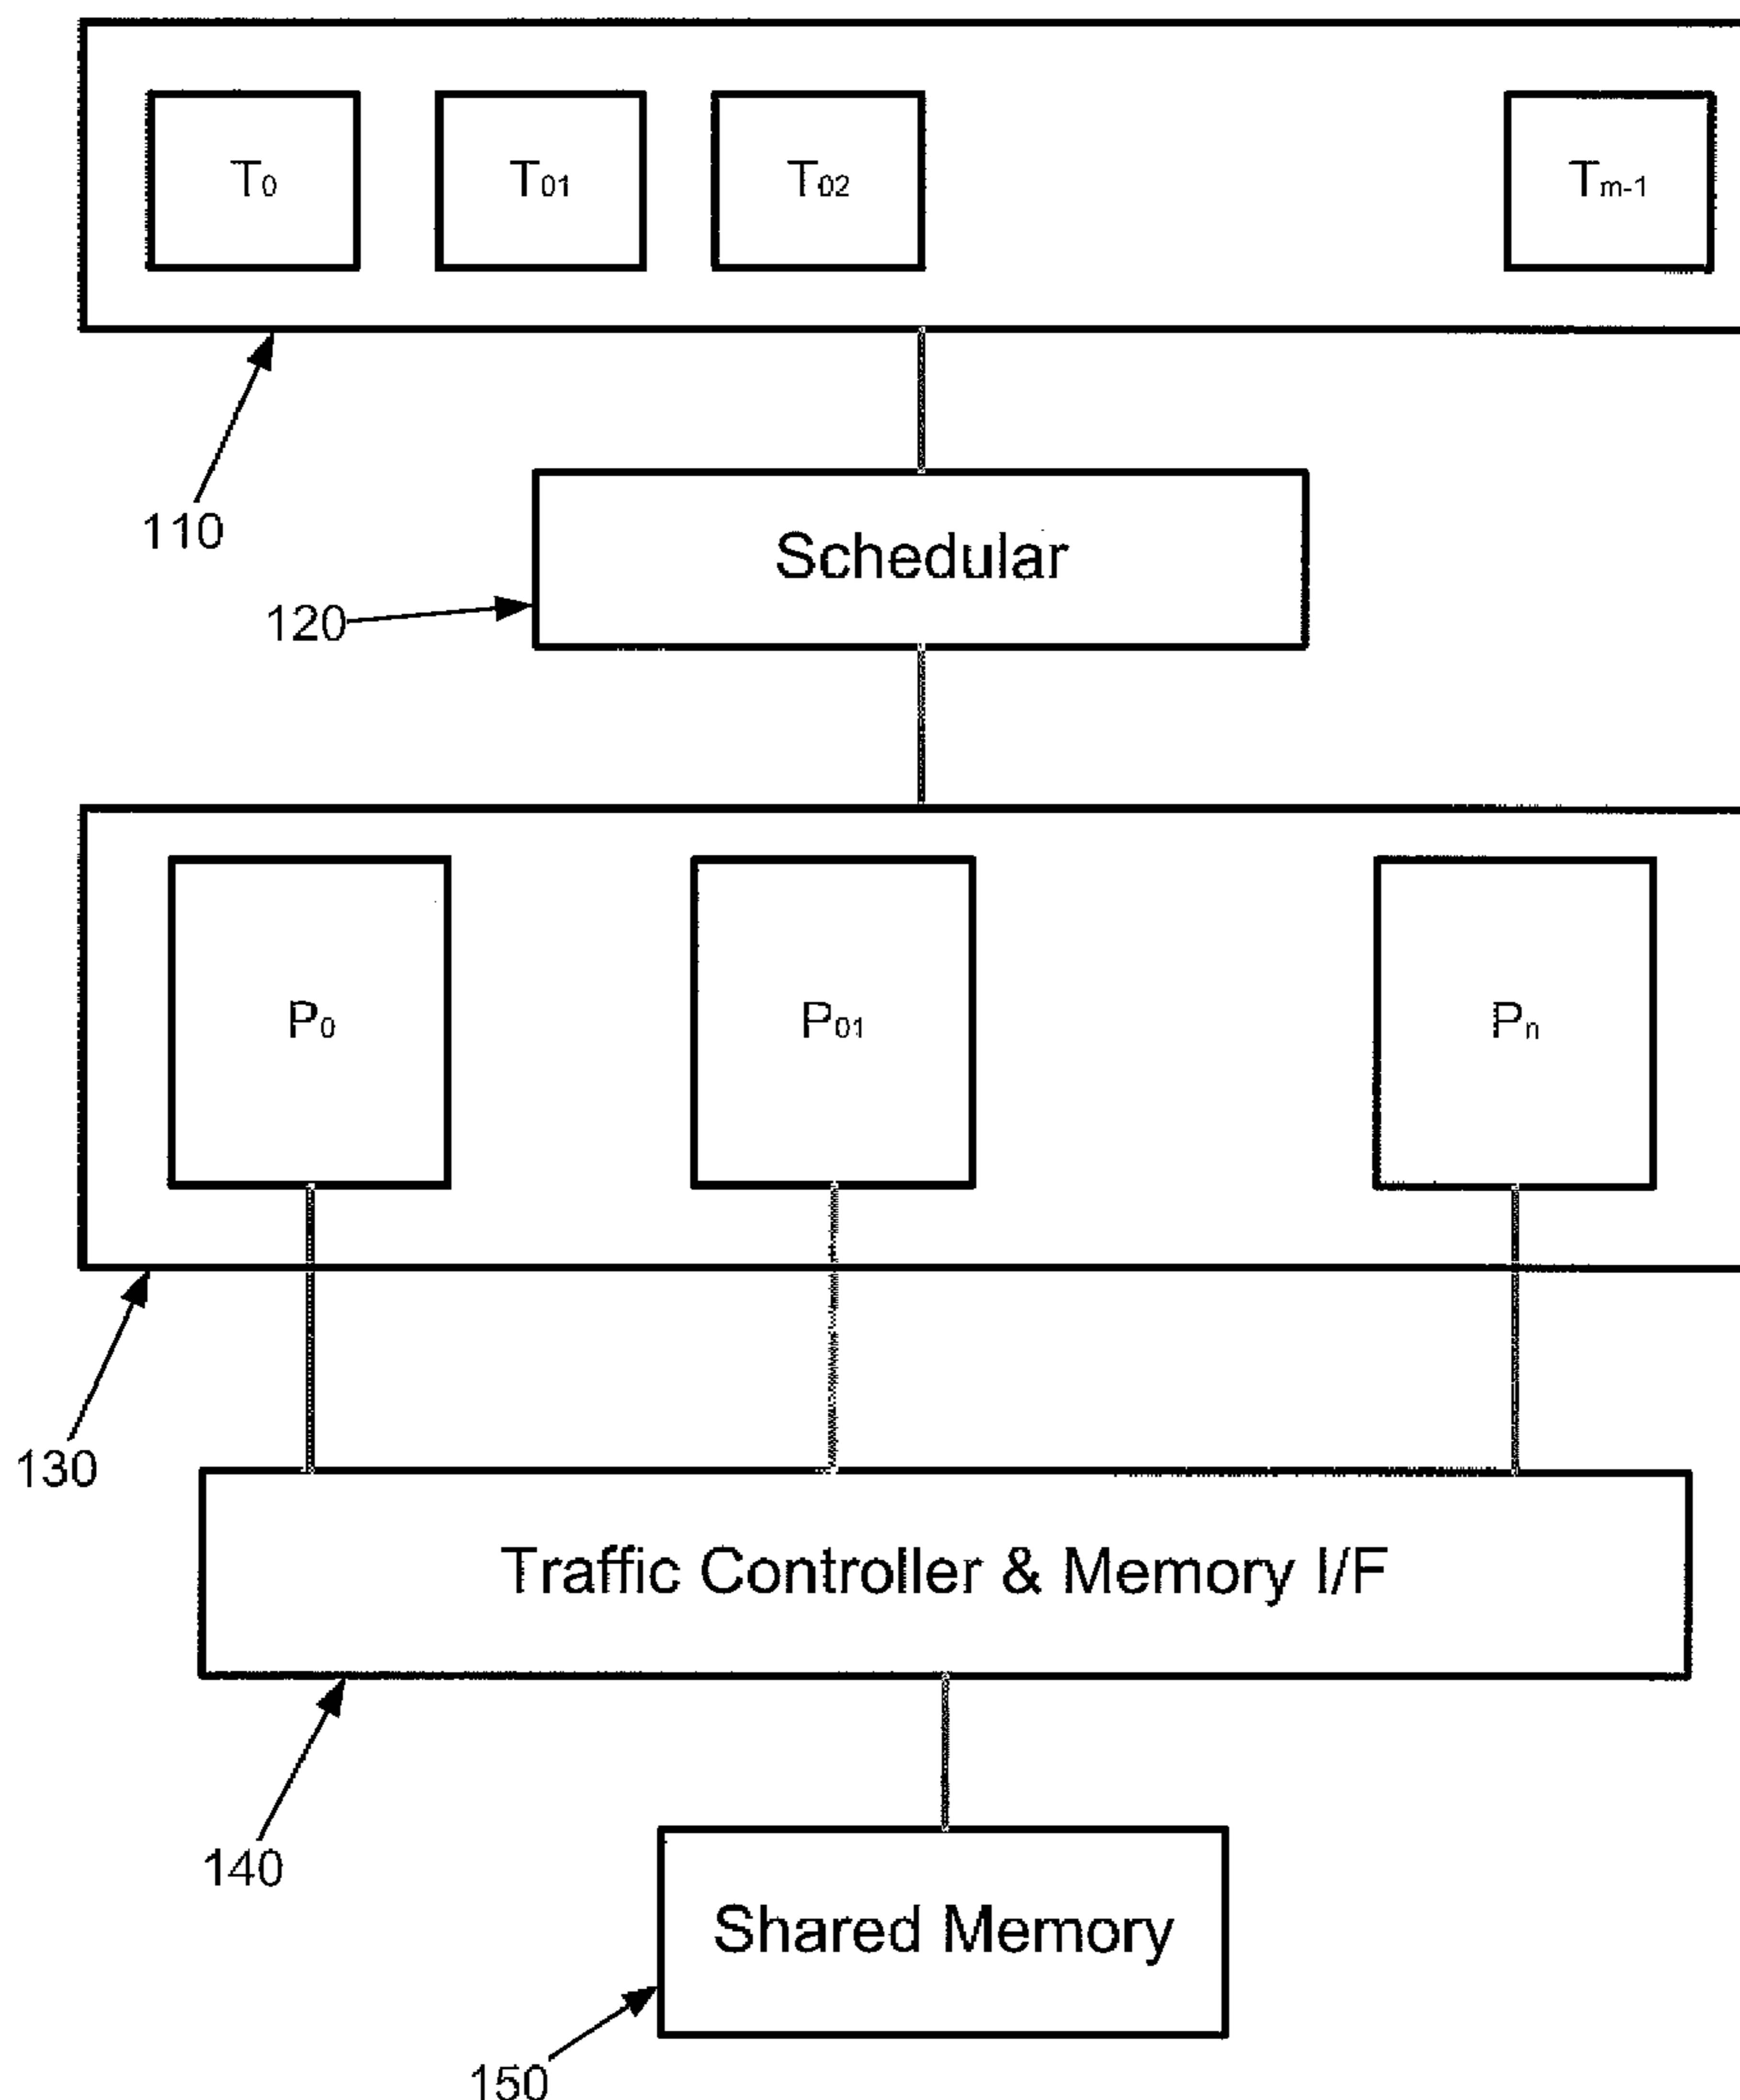 T0 T01 T02 Tm-1
110
Schedular
120
P0 P01 Pn
130
Traffic Controller & Memory I/F
140
Shared Memory
150